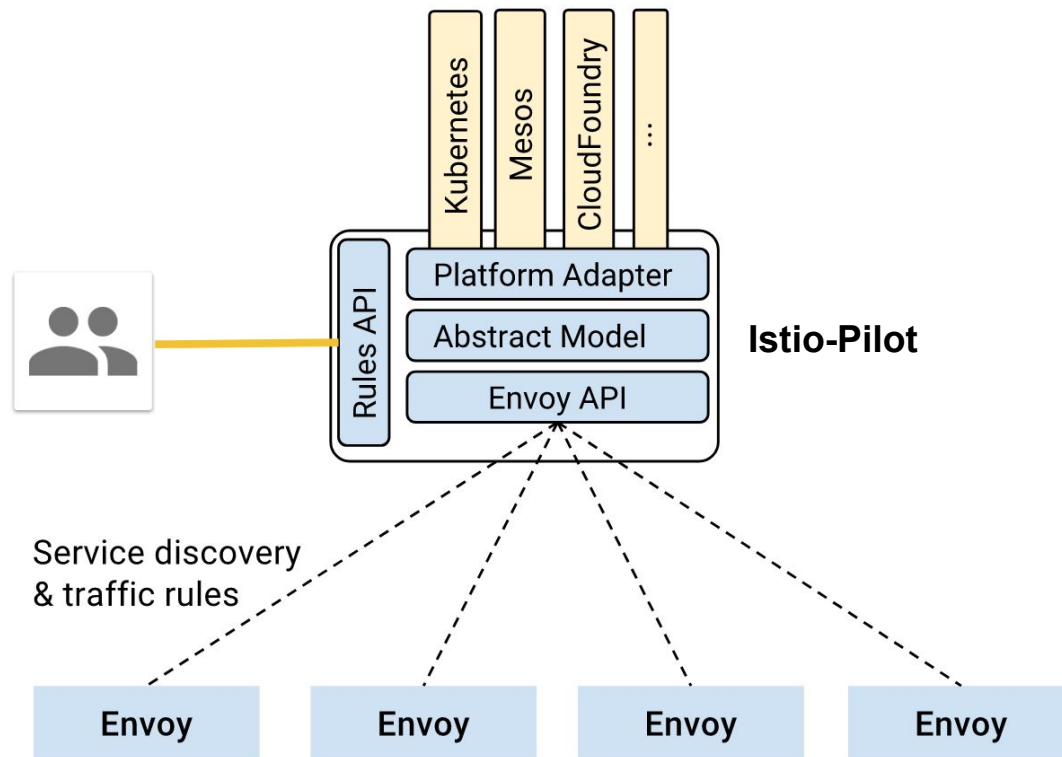 Kubernetes
Mesos
CloudFoundry
...
Rules API
Platform Adapter
Abstract Model
Envoy API
Istio-Pilot
Service discovery
& traffic rules
Envoy
Envoy
Envoy
Envoy